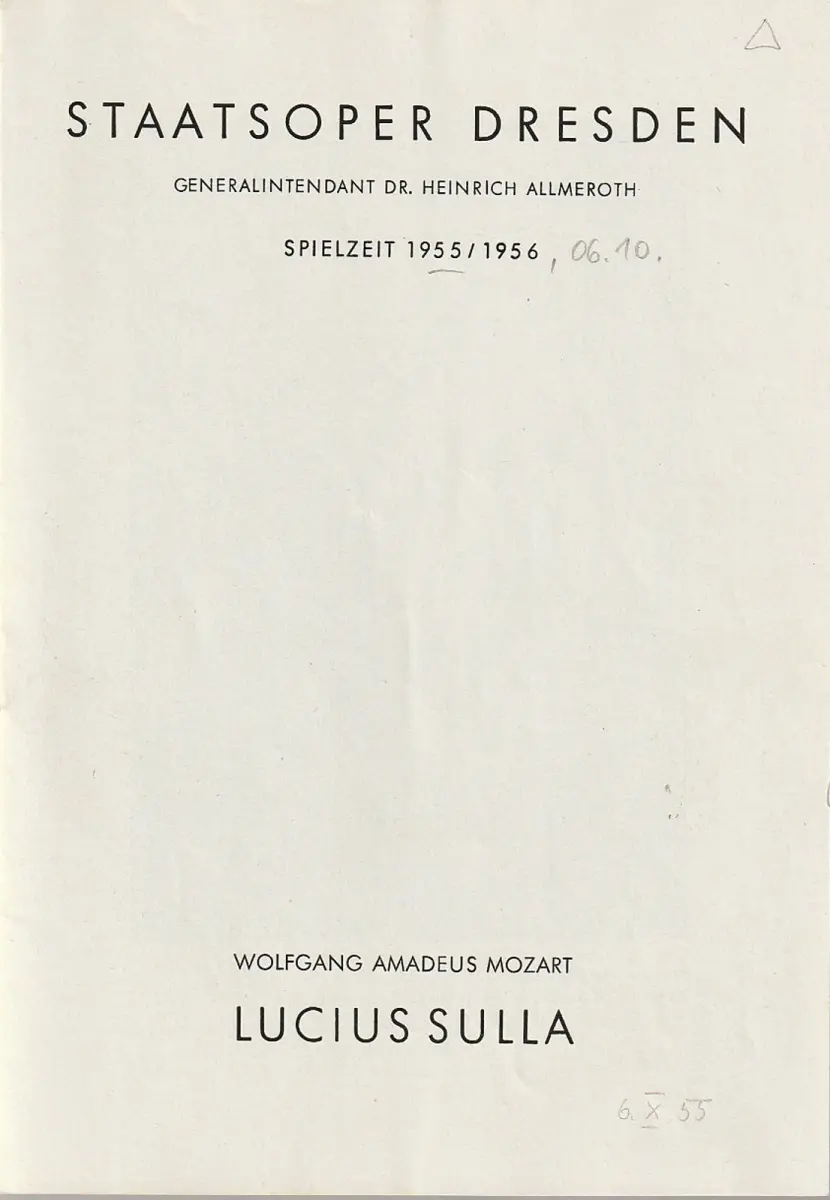 STAATSOPER DRESDEN
GENERALINTENDANT DR. HEINRICH ALLMEROTH
SPIELZEIT 1955/1956, 06.10.
WOLFGANG AMADEUS MOZART
LUCIUS SULLA
6. X 55